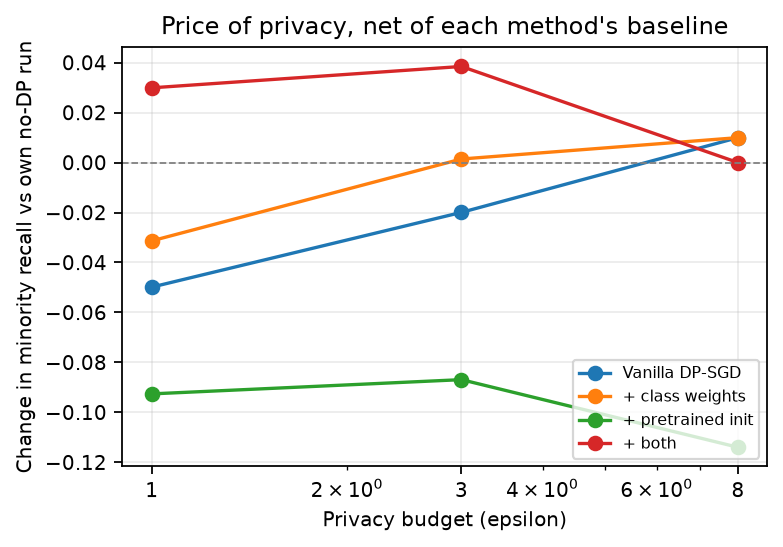 Price of privacy, net of each method's baseline
Change in minority recall vs own no-DP run
0.04
0.02
0.00
−0.02
−0.04
−0.06
−0.08
−0.10
−0.12
Vanilla DP-SGD
+ class weights
+ pretrained init
+ both
1
2 × 10⁰
3
4 × 10⁰
6 × 10⁰
8
Privacy budget (epsilon)